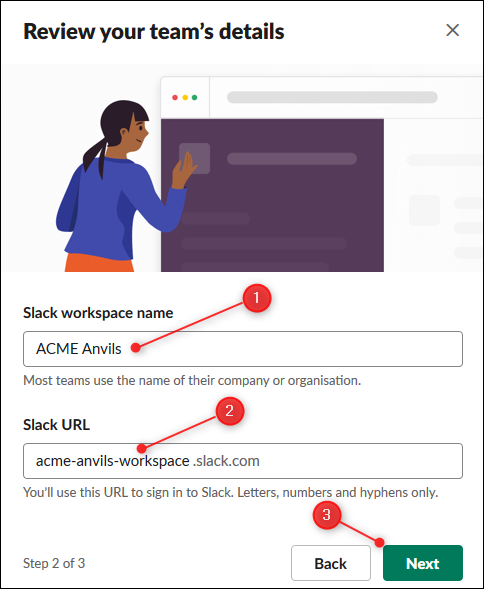 Review your team’s details
1
Slack workspace name
ACME Anvils
Most teams use the name of their company or organisation.
2
Slack URL
acme-anvils-workspace .slack.com
You’ll use this URL to sign in to Slack. Letters, numbers and hyphens only.
3
Step 2 of 3 Back Next